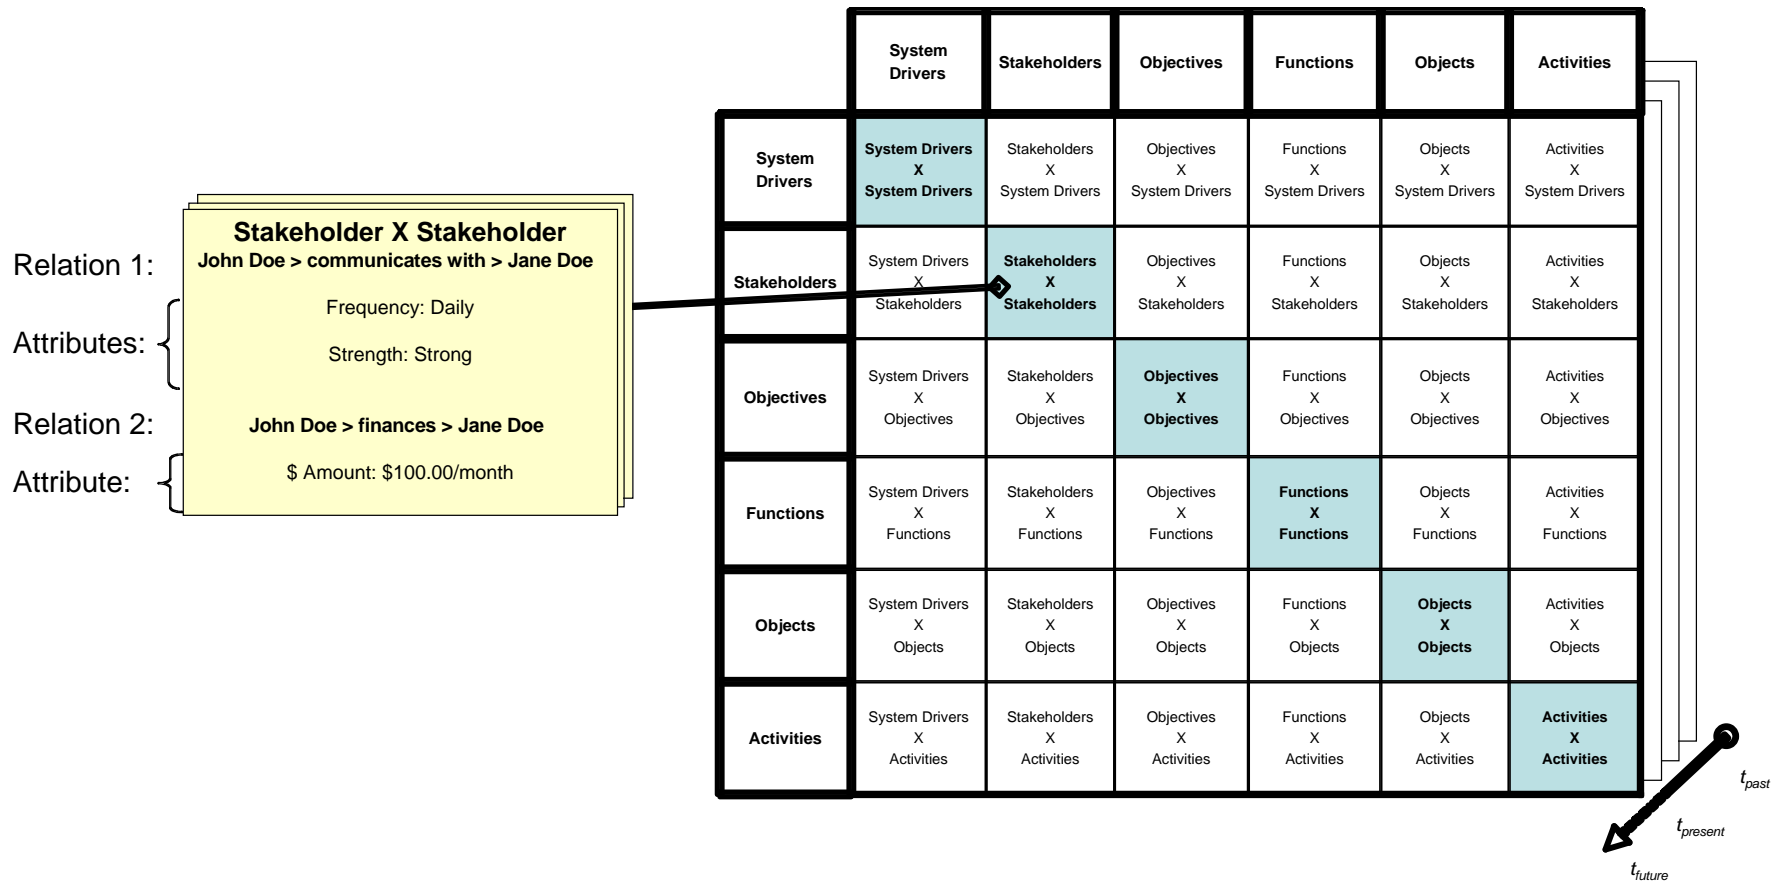 Stakeholder X Stakeholder
Relation 1:
John Doe > communicates with > Jane Doe
Attributes:
Frequency: Daily
Strength: Strong
Relation 2:
John Doe > finances > Jane Doe
Attribute:
$ Amount: $100.00/month
System
Drivers
Stakeholders
Objectives
Functions
Objects
Activities
System
Drivers
System Drivers
X
System Drivers
Stakeholders
X
System Drivers
Objectives
X
System Drivers
Functions
X
System Drivers
Objects
X
System Drivers
Activities
X
System Drivers
Stakeholders
System Drivers
X
Stakeholders
Stakeholders
X
Stakeholders
Objectives
X
Stakeholders
Functions
X
Stakeholders
Objects
X
Stakeholders
Activities
X
Stakeholders
Objectives
System Drivers
X
Objectives
Stakeholders
X
Objectives
Objectives
X
Objectives
Functions
X
Objectives
Objects
X
Objectives
Activities
X
Objectives
Functions
System Drivers
X
Functions
Stakeholders
X
Functions
Objectives
X
Functions
Functions
X
Functions
Objects
X
Functions
Activities
X
Functions
Objects
System Drivers
X
Objects
Stakeholders
X
Objects
Objectives
X
Objects
Functions
X
Objects
Objects
X
Objects
Activities
X
Objects
Activities
System Drivers
X
Activities
Stakeholders
X
Activities
Objectives
X
Activities
Functions
X
Activities
Objects
X
Activities
Activities
X
Activities
tpast
tpresent
tfuture